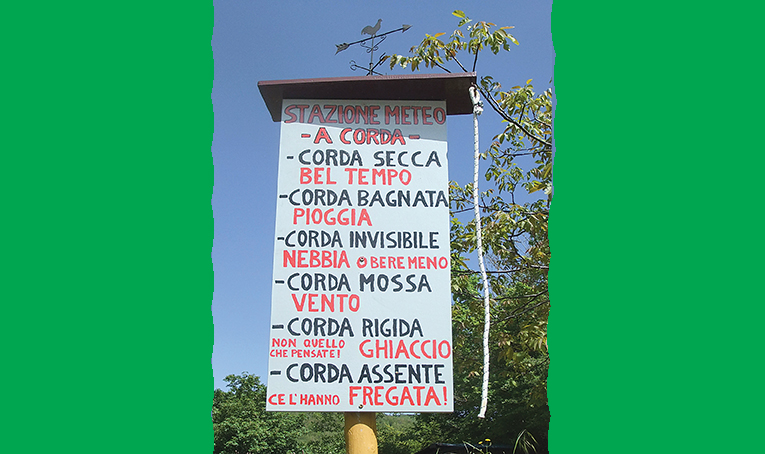 STAZIONE METEO
- A CORDA -
- CORDA SECCA
BEL TEMPO
- CORDA BAGNATA
PIOGGIA
- CORDA INVISIBILE
NEBBIA O BERE MENO
- CORDA MOSSA
VENTO
- CORDA RIGIDA
NON QUELLO
CHE PENSATE! GHIACCIO
- CORDA ASSENTE
CE L'HANNO FREGATA!